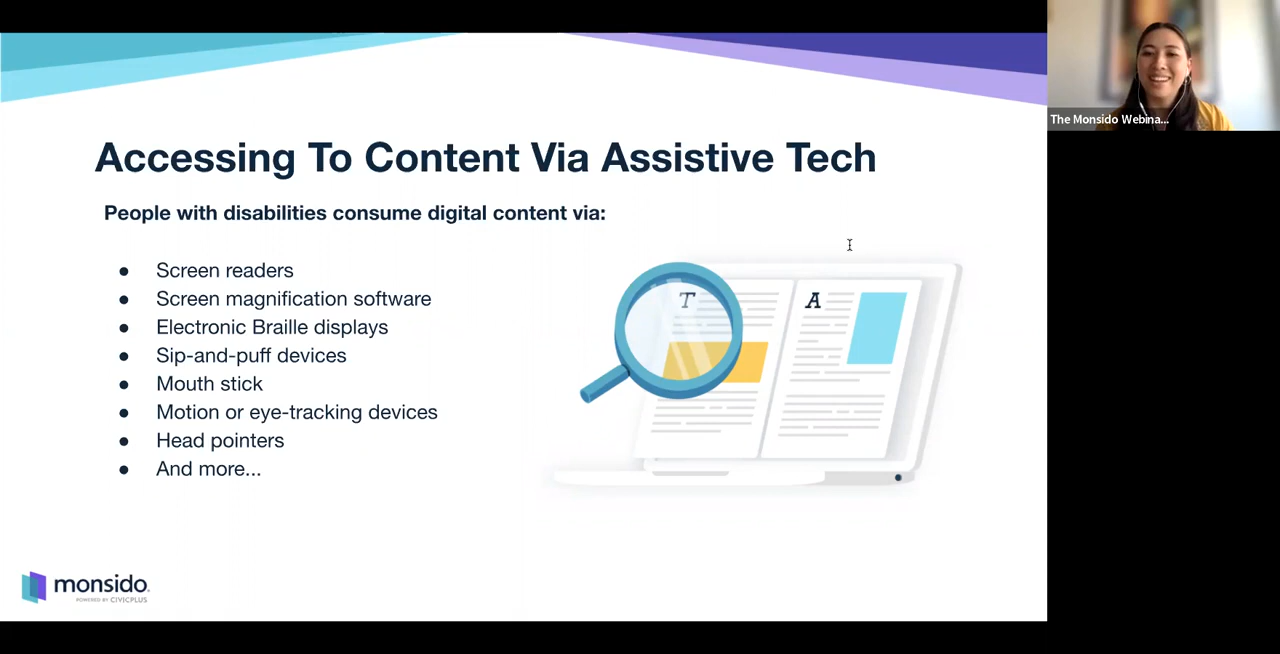 Accessing To Content Via Assistive Tech
People with disabilities consume digital content via:
● Screen readers
● Screen magnification software
● Electronic Braille displays
● Sip-and-puff devices
● Mouth stick
● Motion or eye-tracking devices
● Head pointers
● And more...
T
A
monsido
POWERED BY CIVICPLUS
The Monsido Webina...